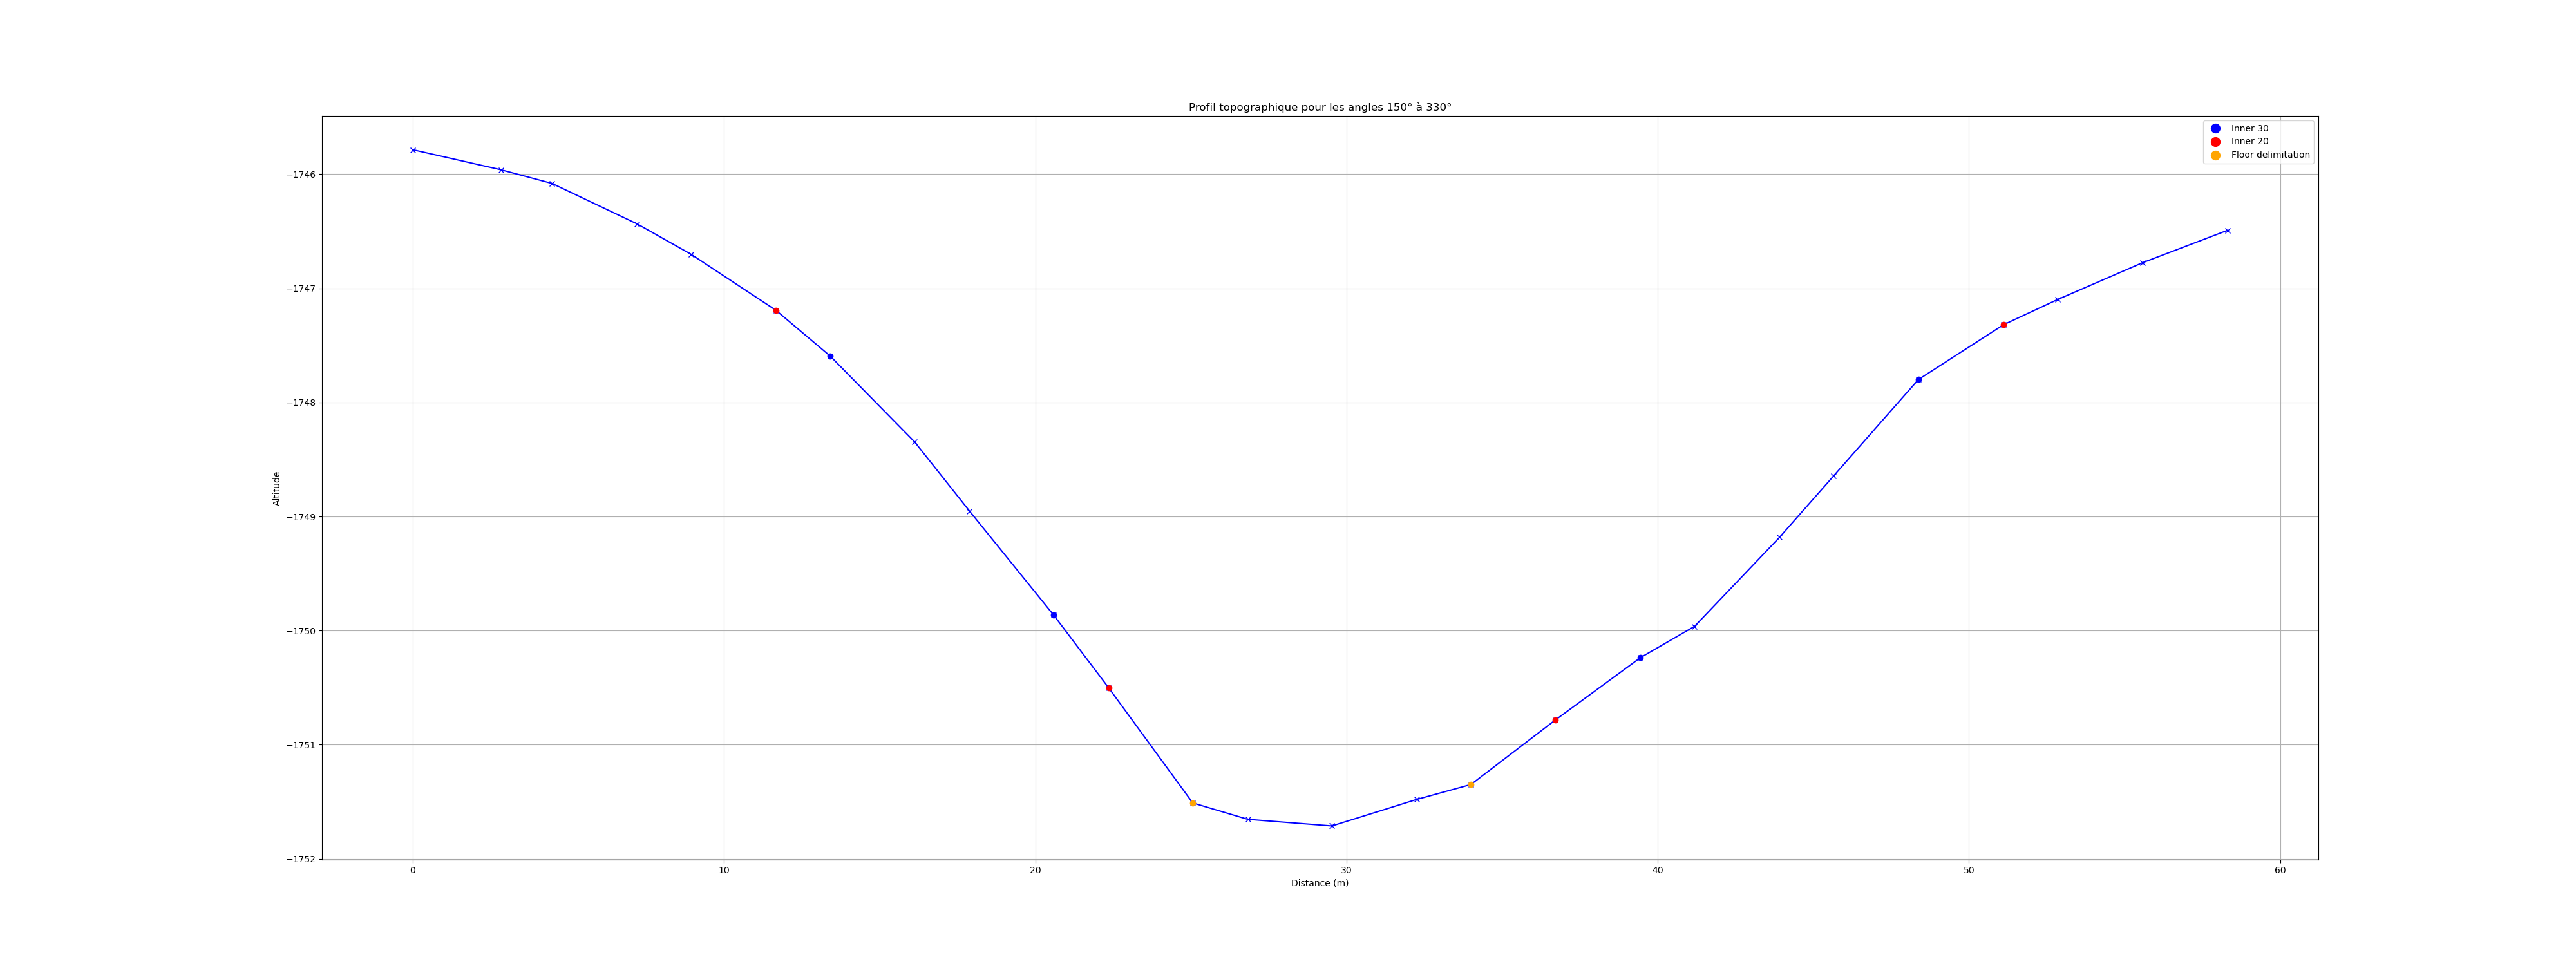 Profil topographique pour les angles 150° à 330°
Inner 30
Inner 20
Floor delimitation
−1746
−1747
−1748
−1749
−1750
−1751
−1752
Altitude
0 10 20 30 40 50 60
Distance (m)